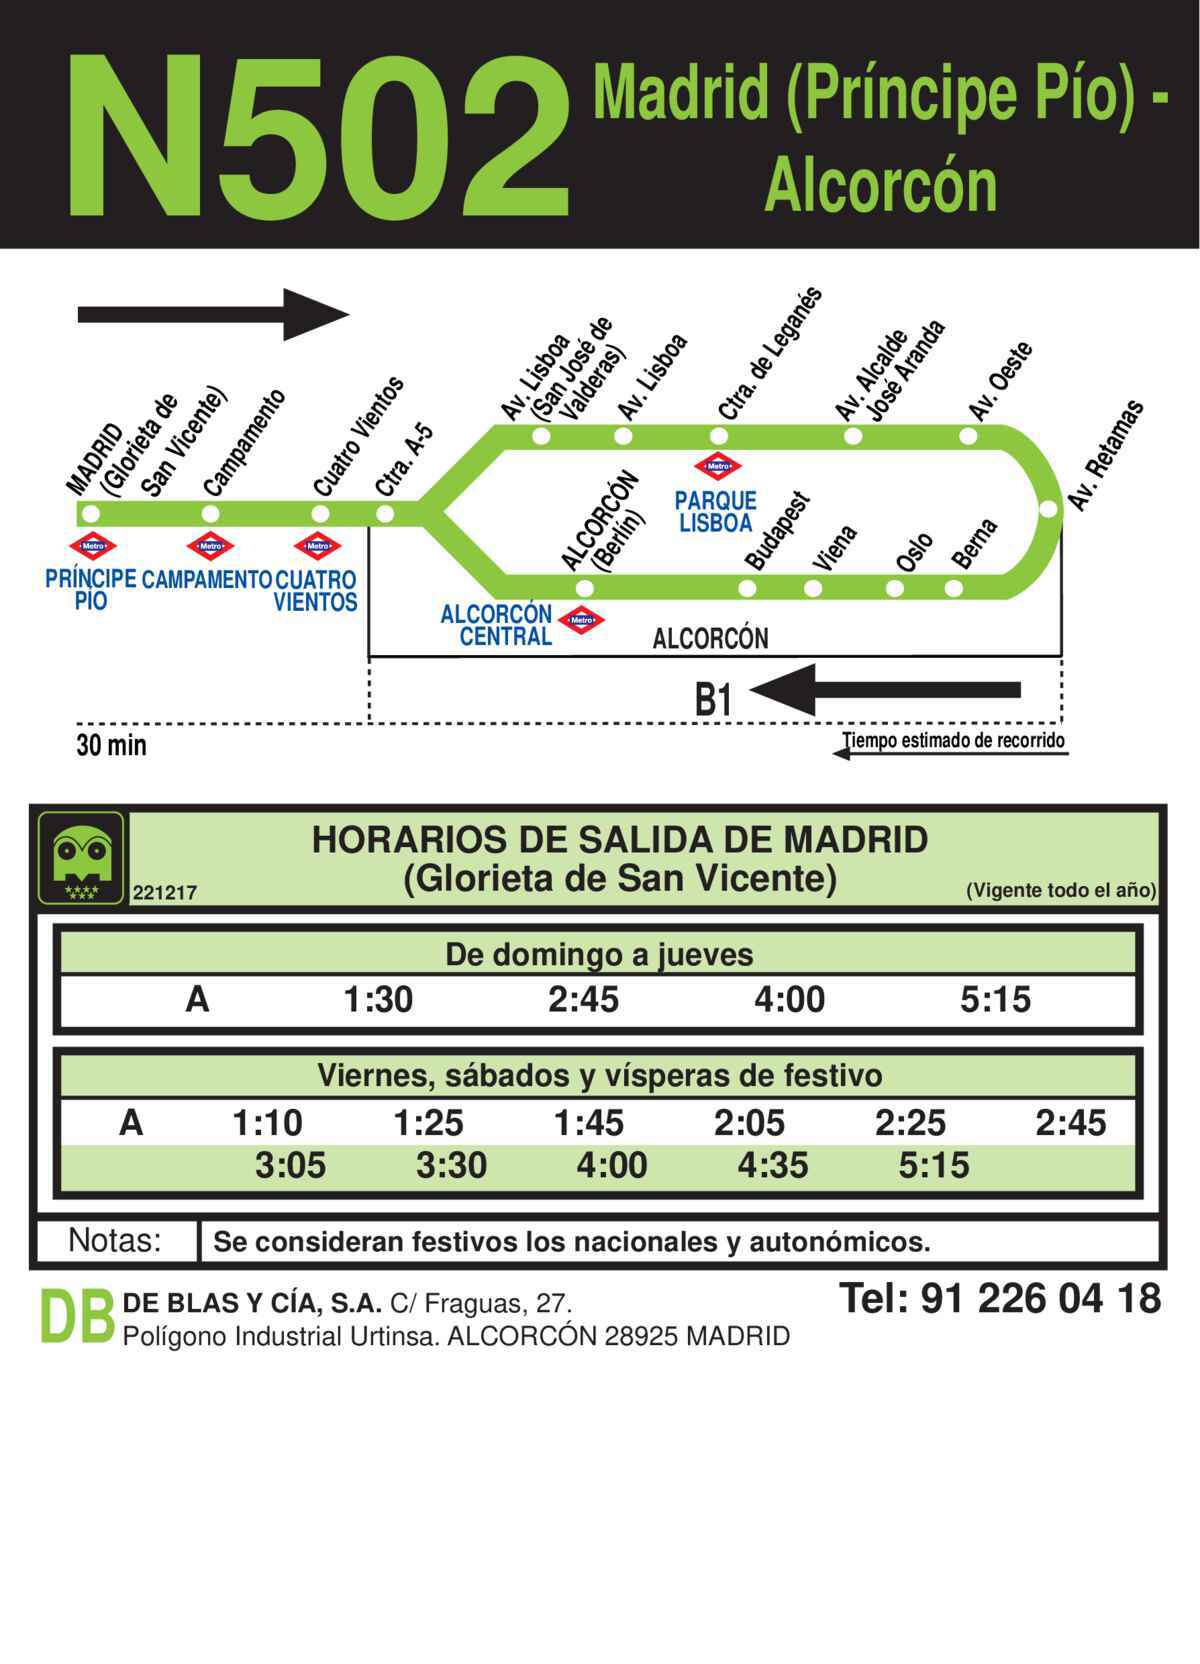 N502
Madrid (Príncipe Pío) -
Alcorcón
MADRID
(Glorieta de
San Vicente)
Campamento
Cuatro Vientos
Ctra. A-5
Av. Lisboa
(San José de
Valderas)
Av. Lisboa
Ctra. de Leganés
Av. Alcalde
José Aranda
Av. Oeste
Av. Retamas
Metro
PRÍNCIPE
PÍO
Metro
CAMPAMENTO
Metro
CUATRO
VIENTOS
Metro
PARQUE
LISBOA
ALCORCÓN
(Berlín)
Budapest
Viena
Oslo
Berna
ALCORCÓN
CENTRAL
Metro
ALCORCÓN
B1
30 min
Tiempo estimado de recorrido
HORARIOS DE SALIDA DE MADRID
(Glorieta de San Vicente)
221217
(Vigente todo el año)
De domingo a jueves
A 1:30 2:45 4:00 5:15
Viernes, sábados y vísperas de festivo
A 1:10 1:25 1:45 2:05 2:25 2:45
3:05 3:30 4:00 4:35 5:15
Notas: Se consideran festivos los nacionales y autonómicos.
DB
DE BLAS Y CÍA, S.A. C/ Fraguas, 27.
Polígono Industrial Urtinsa. ALCORCÓN 28925 MADRID
Tel: 91 226 04 18